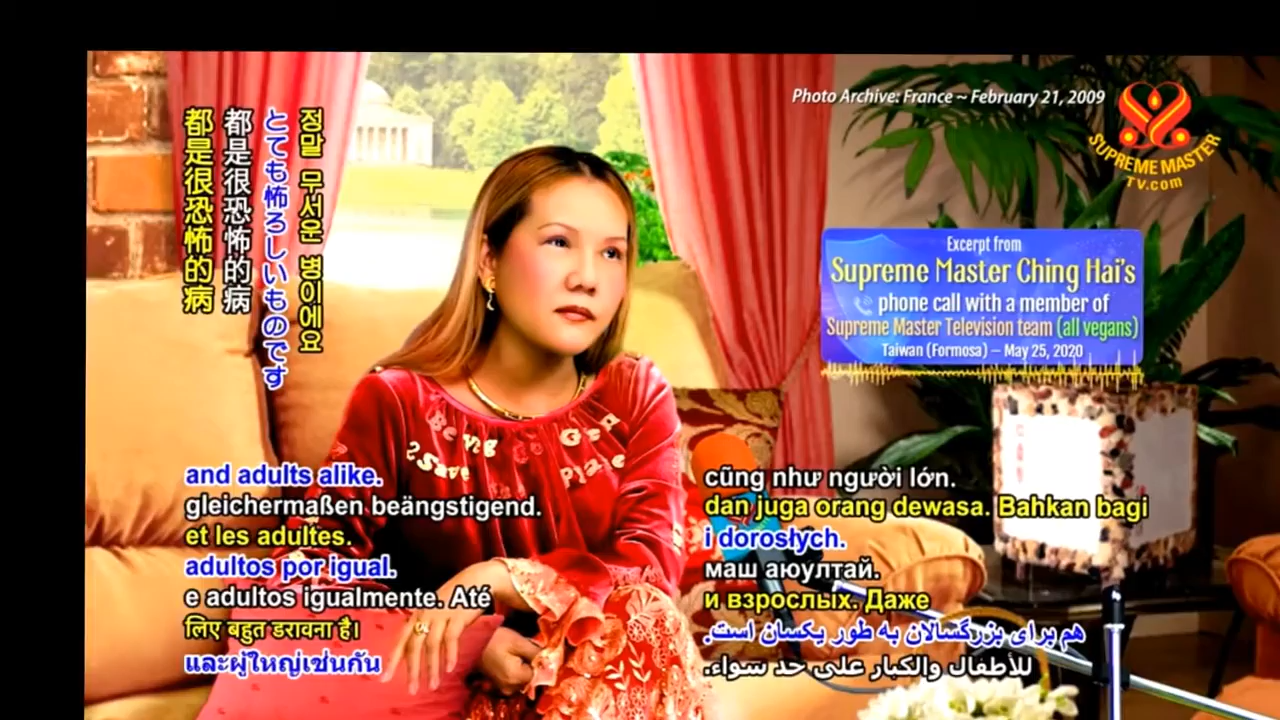 Photo Archive: France ~ February 21, 2009
SUPREME MASTER
TV.com
정말 무서운 병이에요
とても怖ろしいものです
都是很恐怖的病
都是很恐怖的病
Excerpt from
Supreme Master Ching Hai's
phone call with a member of
Supreme Master Television team (all vegans)
Taiwan (Formosa) – May 25, 2020
Being God
2 Save Planet
and adults alike.
gleichermaßen beängstigend.
et les adultes.
adultos por igual.
e adultos igualmente. Até
लिए बहुत डरावना है।
และผู้ใหญ่เช่นกัน
cũng như người lớn.
dan juga orang dewasa. Bahkan bagi
i dorosłych.
маш аюултай.
и взрослых. Даже
هم برای بزرگسالان به طور یکسان است.
للأطفال والكبار على حد سواء.